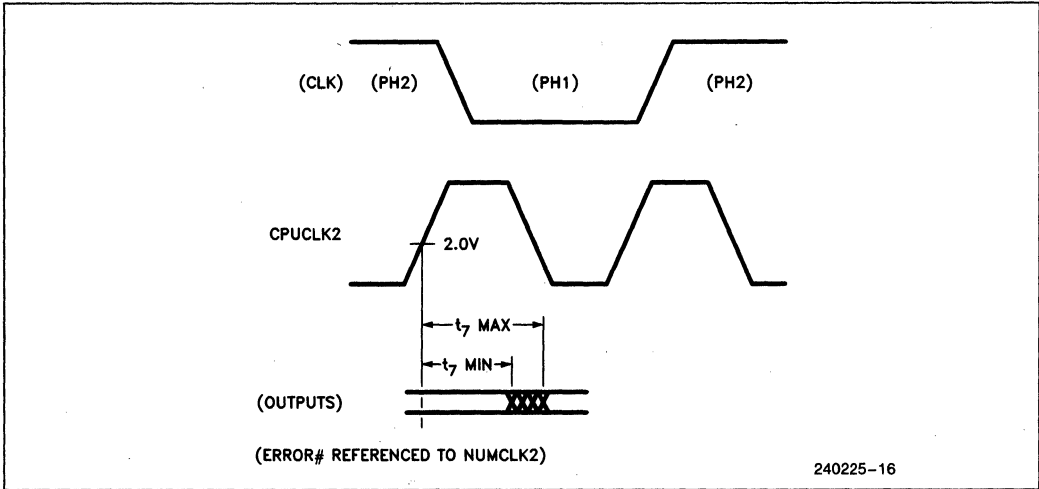 (CLK) (PH2) (PH1) (PH2)
CPUCLK2
2.0V
t7 MAX
t7 MIN
(OUTPUTS)
(ERROR# REFERENCED TO NUMCLK2)
240225-16